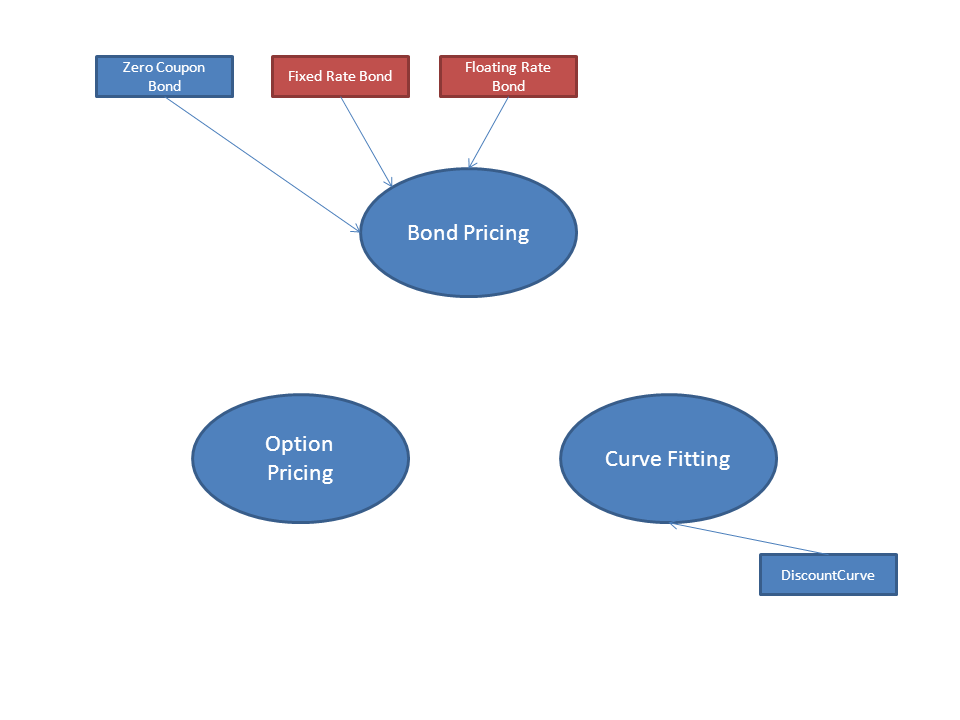 Zero Coupon
Bond
Fixed Rate Bond
Floating Rate
Bond
Bond Pricing
Option
Pricing
Curve Fitting
DiscountCurve